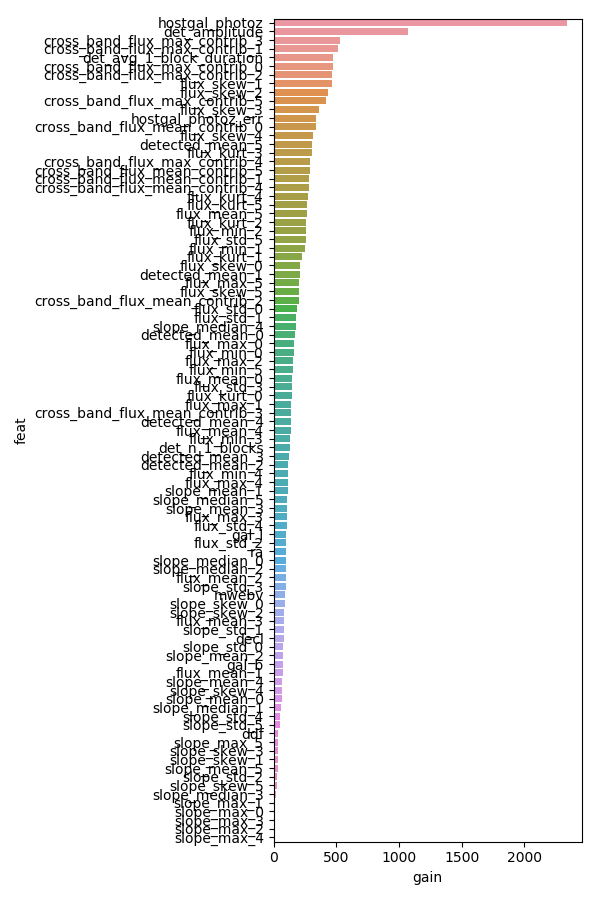 hostgal_photoz
det_amplitude
cross_band_flux_max_contrib_3
cross_band_flux_max_contrib_1
det_avg_1_block_duration
cross_band_flux_max_contrib_0
cross_band_flux_max_contrib_2
flux_skew_1
flux_skew_2
cross_band_flux_max_contrib_5
flux_skew_3
hostgal_photoz_err
cross_band_flux_mean_contrib_0
flux_skew_4
detected_mean_5
flux_kurt_3
cross_band_flux_max_contrib_4
cross_band_flux_mean_contrib_5
cross_band_flux_mean_contrib_1
cross_band_flux_mean_contrib_4
flux_kurt_4
flux_kurt_5
flux_mean_5
flux_kurt_2
flux_min_2
flux_std_5
flux_min_1
flux_kurt_1
flux_skew_0
detected_mean_1
flux_max_5
flux_skew_5
cross_band_flux_mean_contrib_2
flux_std_0
flux_std_1
slope_median_4
detected_mean_0
flux_max_0
flux_min_0
flux_max_2
flux_min_5
flux_mean_0
flux_std_3
flux_kurt_0
flux_max_1
cross_band_flux_mean_contrib_3
detected_mean_4
flux_mean_4
flux_min_3
det_n_1_blocks
detected_mean_3
detected_mean_2
flux_min_4
flux_max_4
slope_mean_1
slope_median_5
slope_mean_3
flux_max_3
flux_std_4
gal_l
flux_std_2
ra
slope_median_0
slope_median_2
flux_mean_2
slope_std_3
mwebv
slope_skew_0
slope_skew_2
flux_mean_3
slope_std_1
decl
slope_std_0
slope_mean_2
gal_b
flux_mean_1
slope_mean_4
slope_skew_4
slope_mean_0
slope_median_1
slope_std_4
slope_std_5
ddf
slope_max_5
slope_skew_3
slope_skew_1
slope_mean_5
slope_std_2
slope_skew_5
slope_median_3
slope_max_1
slope_max_0
slope_max_3
slope_max_2
slope_max_4
feat
0 500 1000 1500 2000
gain